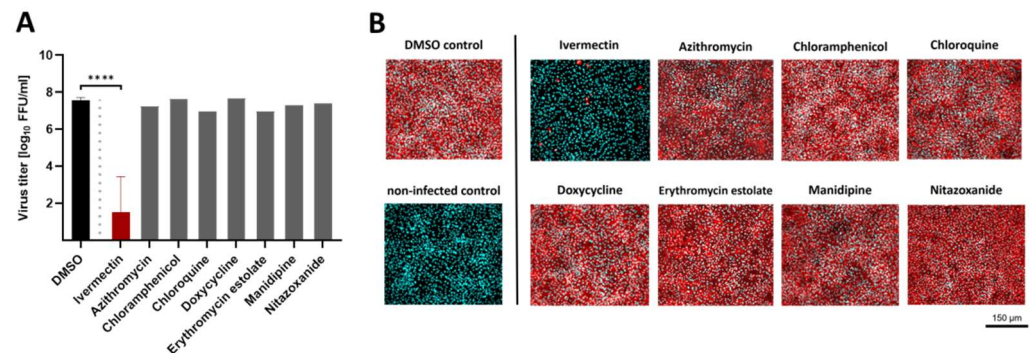 A
Virus titer [log10 FFU/ml]
10
8
6
4
2
****
DMSO
Ivermectin
Azithromycin
Chloramphenicol
Chloroquine
Doxycycline
Erythromycin estolate
Manidipine
Nitazoxanide
B
DMSO control
Ivermectin
Azithromycin
Chloramphenicol
Chloroquine
non-infected control
Doxycycline
Erythromycin estolate
Manidipine
Nitazoxanide
150 µm